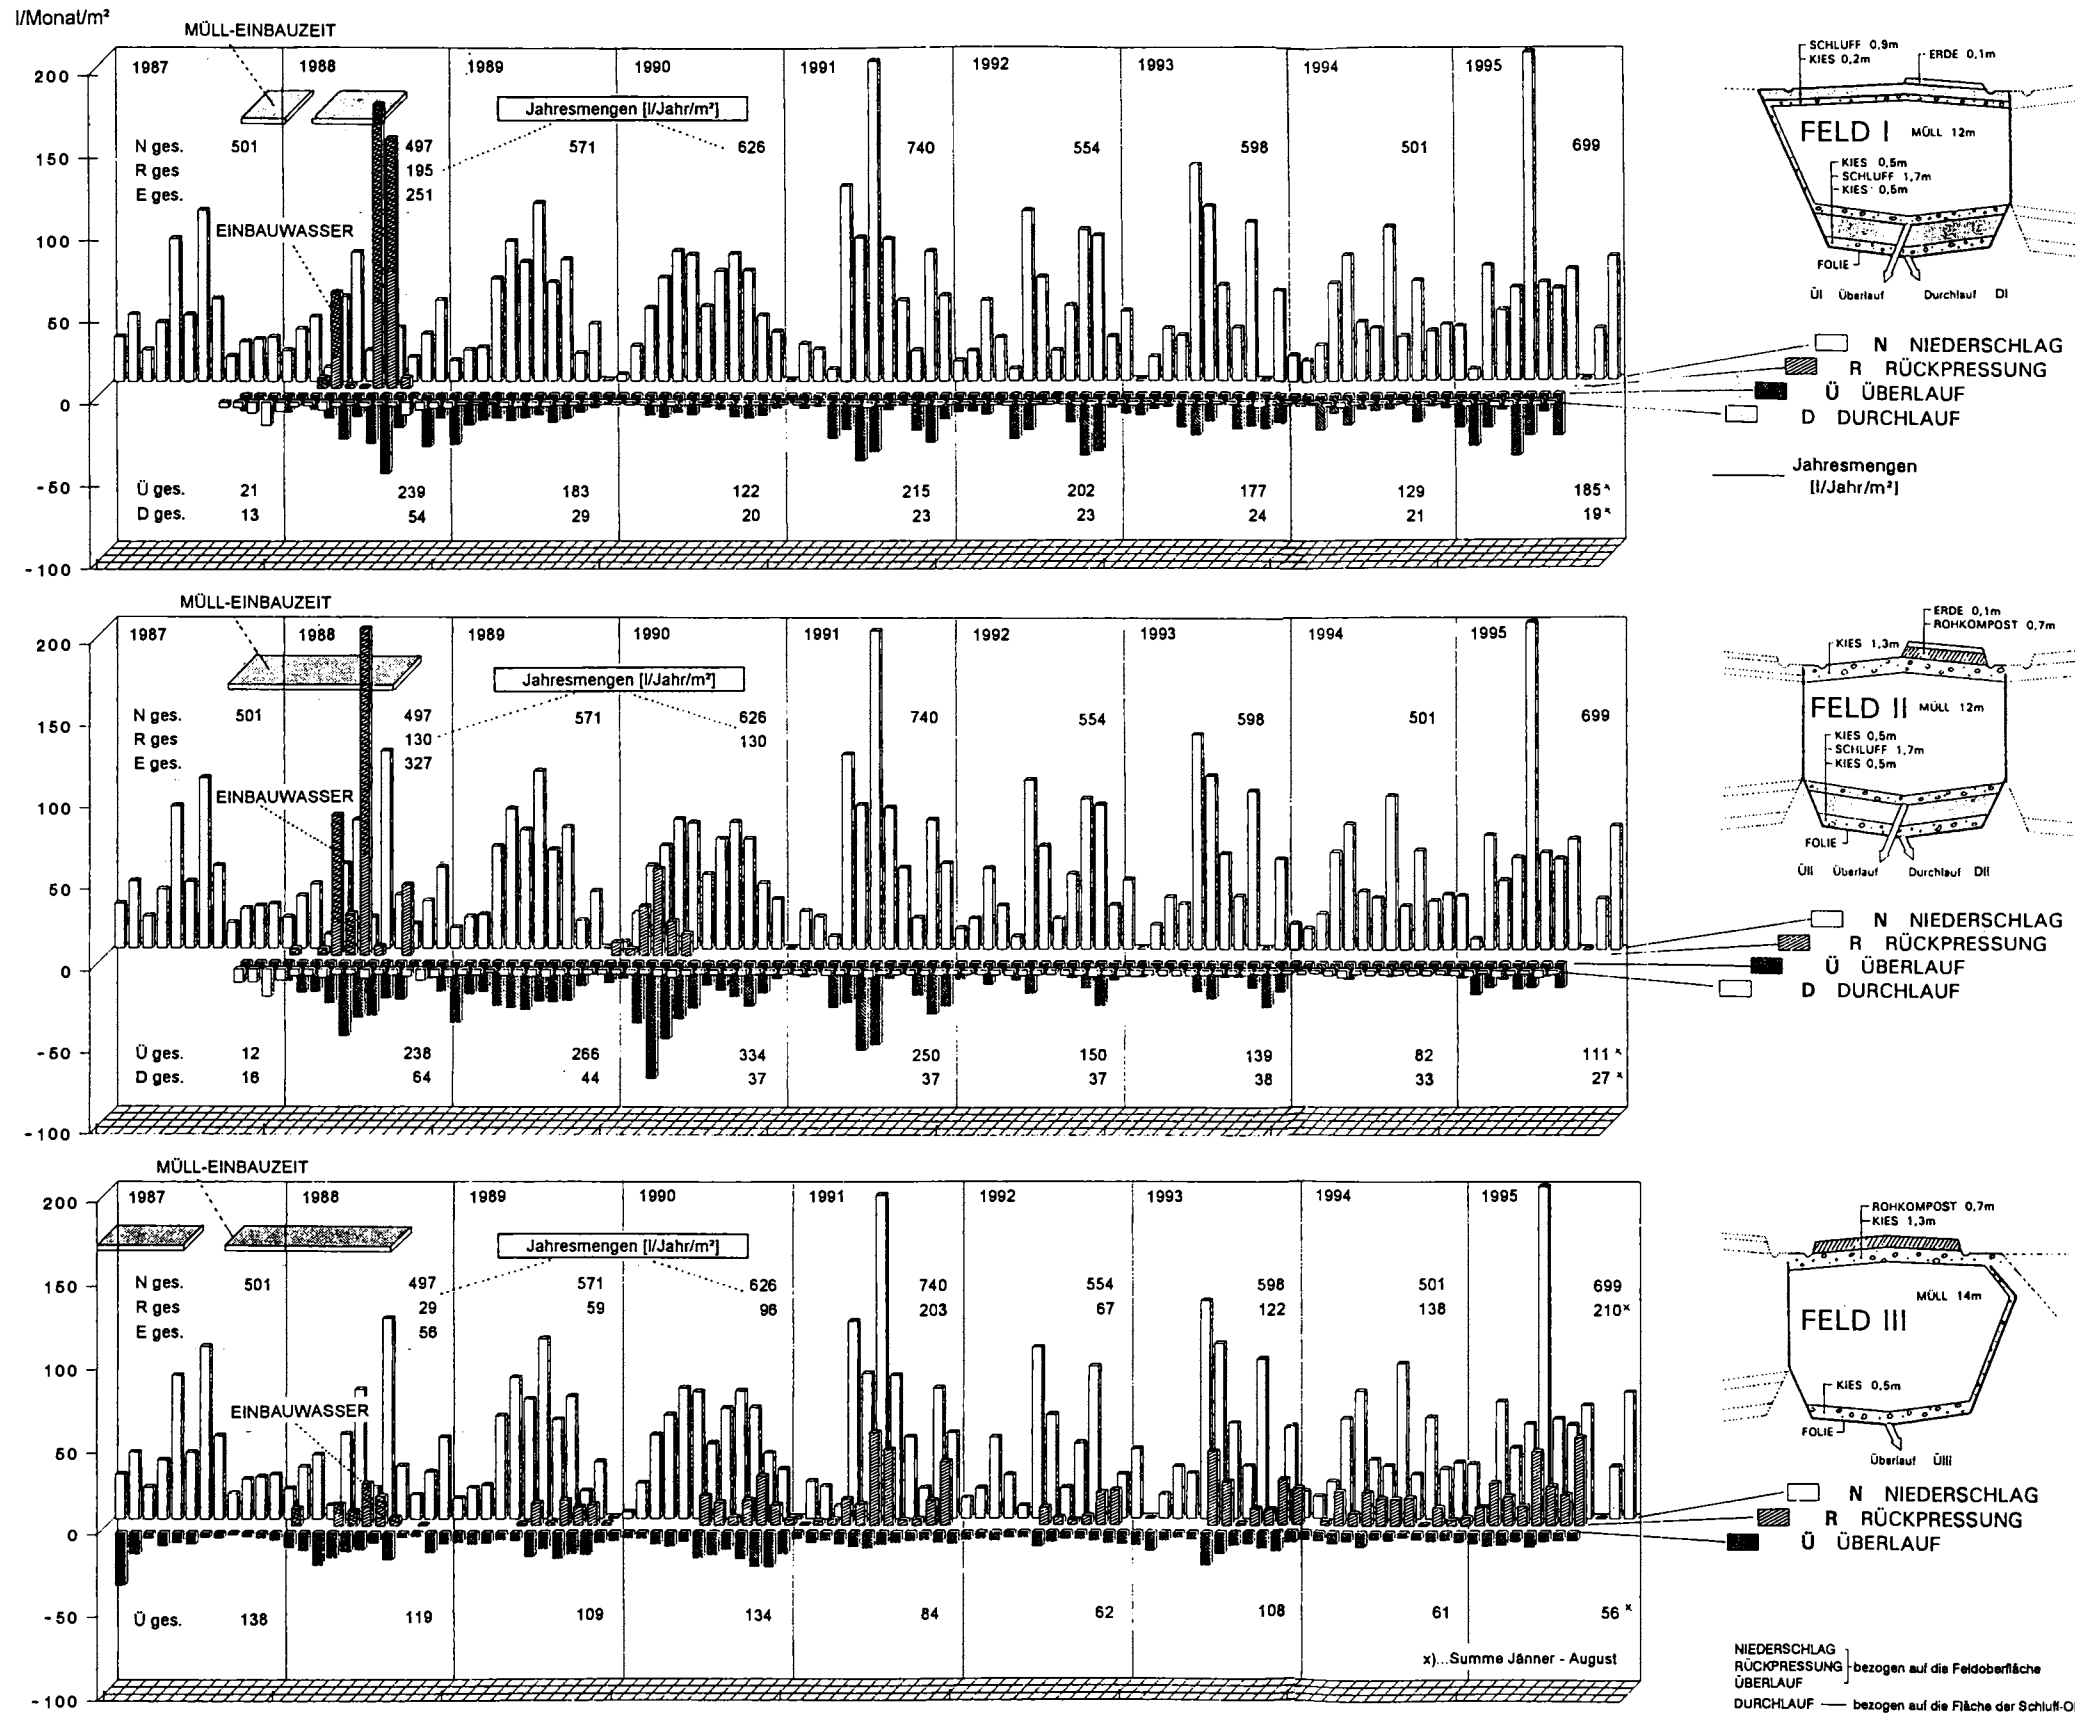 l/Monat/m²
MÜLL-EINBAUZEIT
1987 1988 1989 1990 1991 1992 1993 1994 1995
200
150
100
50
0
-50
-100
Jahresmengen [l/Jahr/m²]
N ges. 501 497 571 626 740 554 598 501 699
R ges 195
E ges. 251
EINBAUWASSER
Ü ges. 21 239 183 122 215 202 177 129 185ˣ
D ges. 13 54 29 20 23 23 24 21 19ˣ
SCHLUFF 0,9m
KIES 0,2m
ERDE 0,1m
FELD I MÜLL 12m
KIES 0,5m
SCHLUFF 1,7m
KIES 0,5m
FOLIE
ÜI Überlauf Durchlauf DI
N NIEDERSCHLAG
R RÜCKPRESSUNG
Ü ÜBERLAUF
D DURCHLAUF
Jahresmengen
[l/Jahr/m²]
MÜLL-EINBAUZEIT
1987 1988 1989 1990 1991 1992 1993 1994 1995
200
150
100
50
0
-50
-100
Jahresmengen [l/Jahr/m²]
N ges. 501 497 571 626 740 554 598 501 699
R ges 130 130
E ges. 327
EINBAUWASSER
Ü ges. 12 238 266 334 250 150 139 82 111 ˣ
D ges. 16 64 44 37 37 37 38 33 27 ˣ
ERDE 0,1m
ROHKOMPOST 0,7m
KIES 1,3m
FELD II MÜLL 12m
KIES 0,5m
SCHLUFF 1,7m
KIES 0,5m
FOLIE
ÜII Überlauf Durchlauf DII
N NIEDERSCHLAG
R RÜCKPRESSUNG
Ü ÜBERLAUF
D DURCHLAUF
MÜLL-EINBAUZEIT
1987 1988 1989 1990 1991 1992 1993 1994 1995
200
150
100
50
0
-50
-100
Jahresmengen [l/Jahr/m²]
N ges. 501 497 571 626 740 554 598 501 699
R ges 29 59 96 203 67 122 138 210ˣ
E ges. 56
EINBAUWASSER
Ü ges. 138 119 109 134 84 62 108 61 56 ˣ
x)...Summe Jänner - August
ROHKOMPOST 0,7m
KIES 1,3m
MÜLL 14m
FELD III
KIES 0,5m
FOLIE
Überlauf ÜIII
N NIEDERSCHLAG
R RÜCKPRESSUNG
Ü ÜBERLAUF
NIEDERSCHLAG
RÜCKPRESSUNG bezogen auf die Feldoberfläche
ÜBERLAUF
DURCHLAUF — bezogen auf die Fläche der Schluff-O